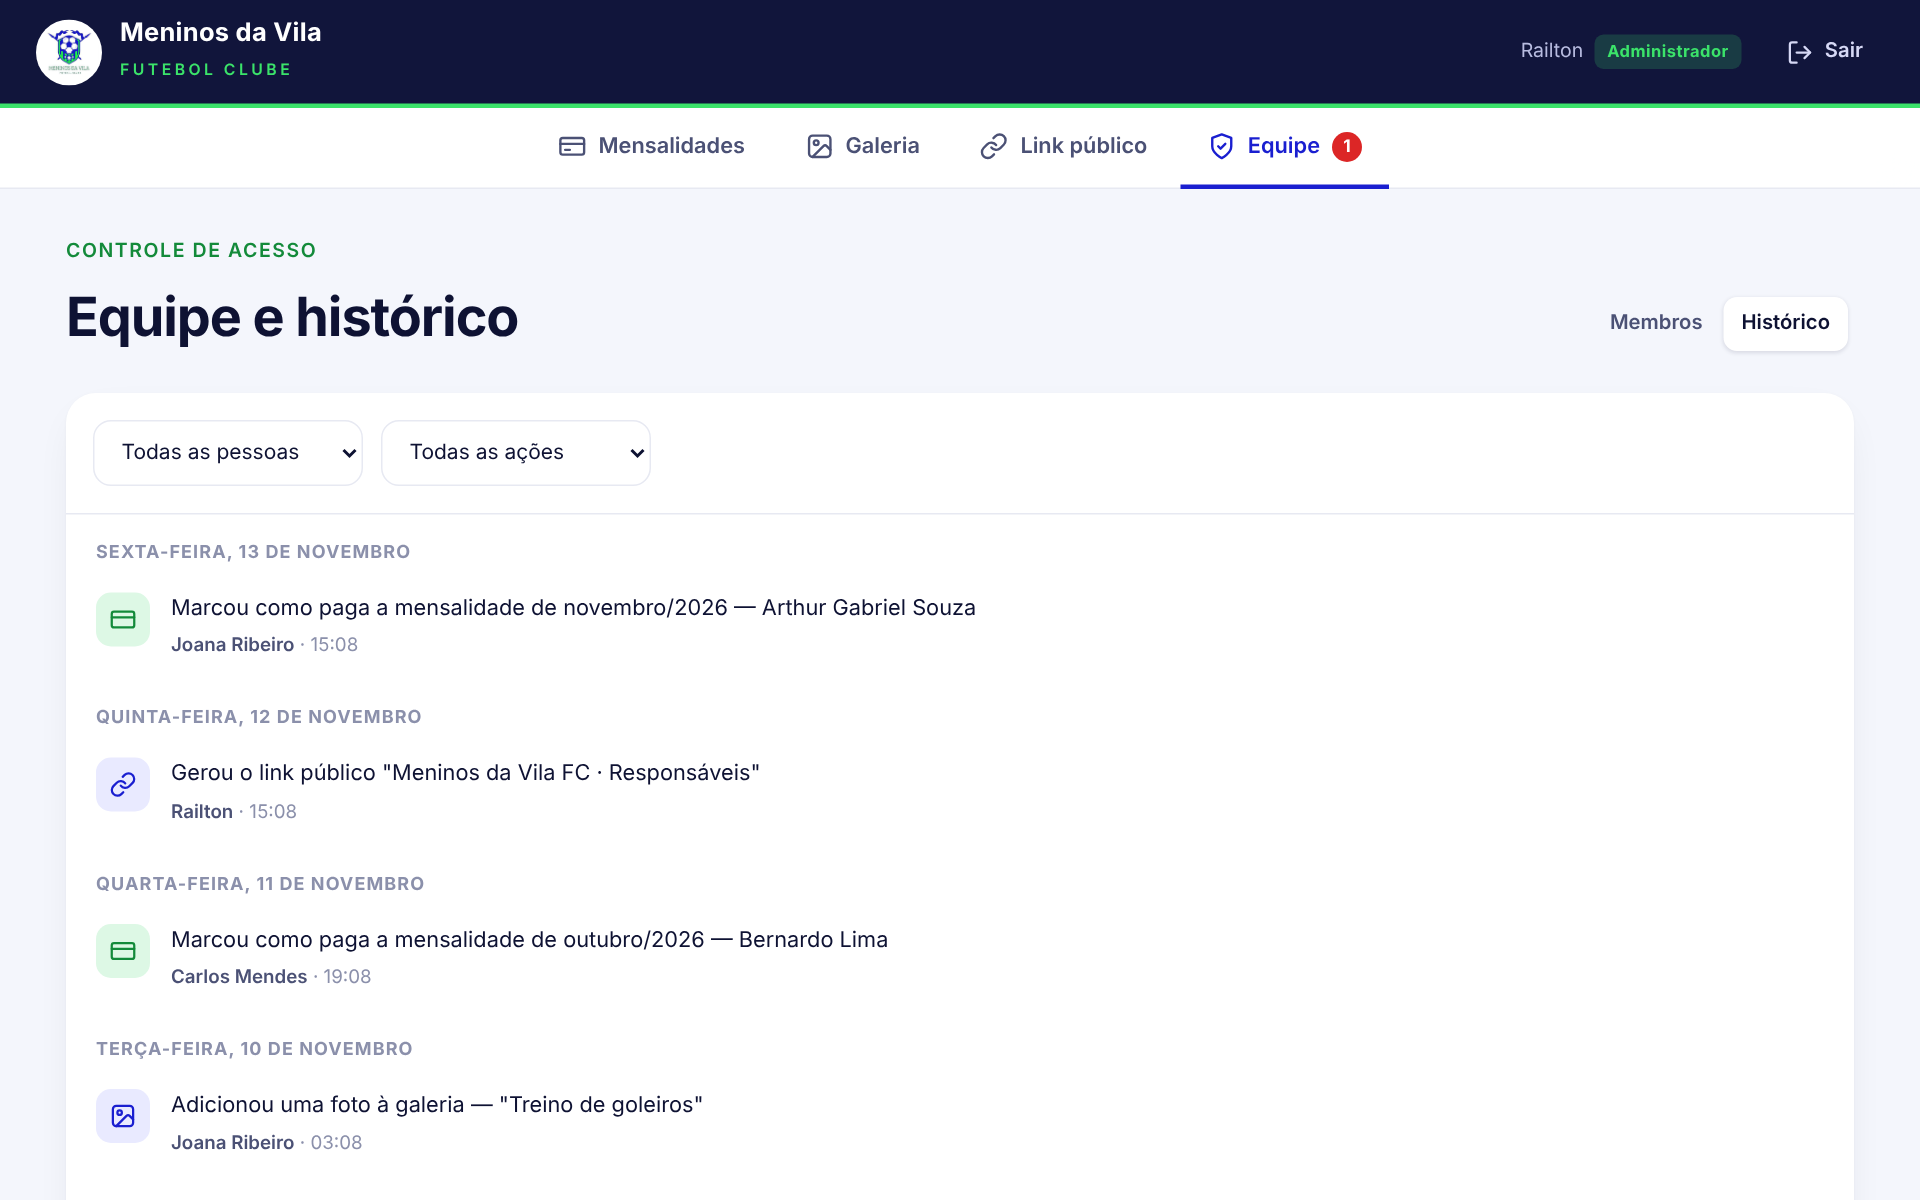 Meninos da Vila
FUTEBOL CLUBE
Railton Administrador Sair
Mensalidades Galeria Link público Equipe 1
CONTROLE DE ACESSO
Equipe e histórico
Membros Histórico
Todas as pessoas Todas as ações
SEXTA-FEIRA, 13 DE NOVEMBRO
Marcou como paga a mensalidade de novembro/2026 — Arthur Gabriel Souza
Joana Ribeiro · 15:08
QUINTA-FEIRA, 12 DE NOVEMBRO
Gerou o link público "Meninos da Vila FC · Responsáveis"
Railton · 15:08
QUARTA-FEIRA, 11 DE NOVEMBRO
Marcou como paga a mensalidade de outubro/2026 — Bernardo Lima
Carlos Mendes · 19:08
TERÇA-FEIRA, 10 DE NOVEMBRO
Adicionou uma foto à galeria — "Treino de goleiros"
Joana Ribeiro · 03:08